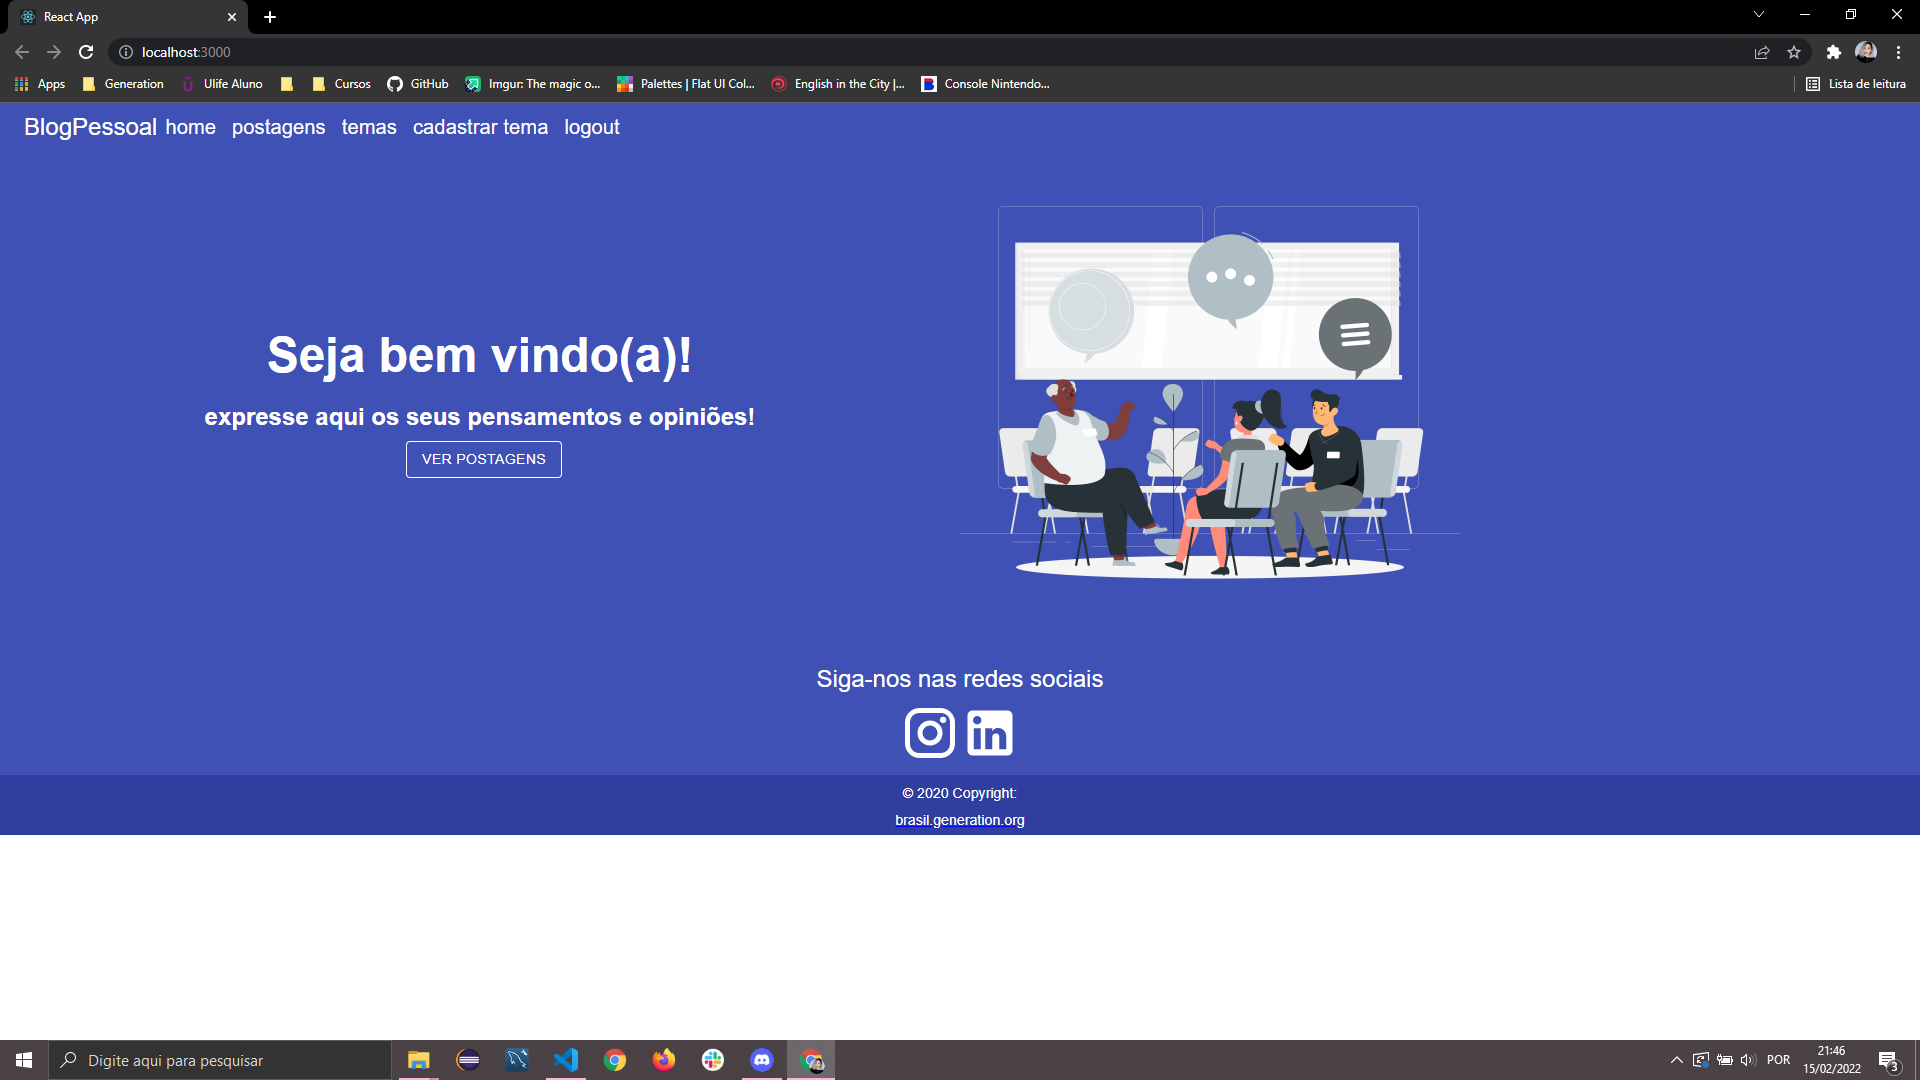 React App
localhost:3000
Apps Generation Ulife Aluno Cursos GitHub Imgur: The magic o... Palettes | Flat UI Col... English in the City |... Console Nintendo... Lista de leitura
BlogPessoal home postagens temas cadastrar tema logout
Seja bem vindo(a)!
expresse aqui os seus pensamentos e opiniões!
VER POSTAGENS
Siga-nos nas redes sociais
in
© 2020 Copyright:
brasil.generation.org
Digite aqui para pesquisar
POR
21:46
15/02/2022
3